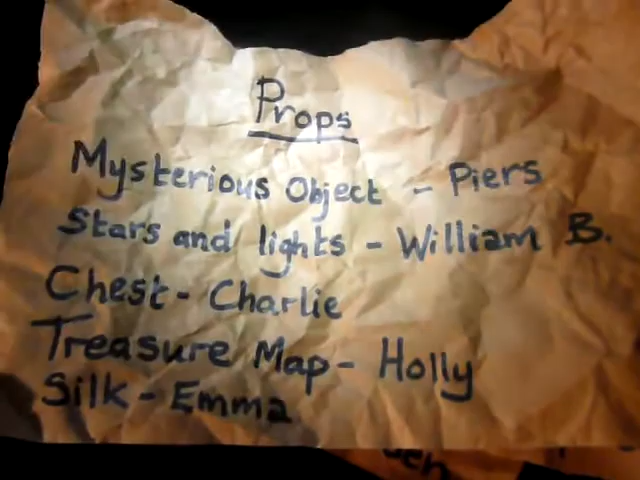 Props
Mysterious Object - Piers
Stars and lights - William B.
Chest - Charlie
Treasure Map - Holly
Silk - Emma